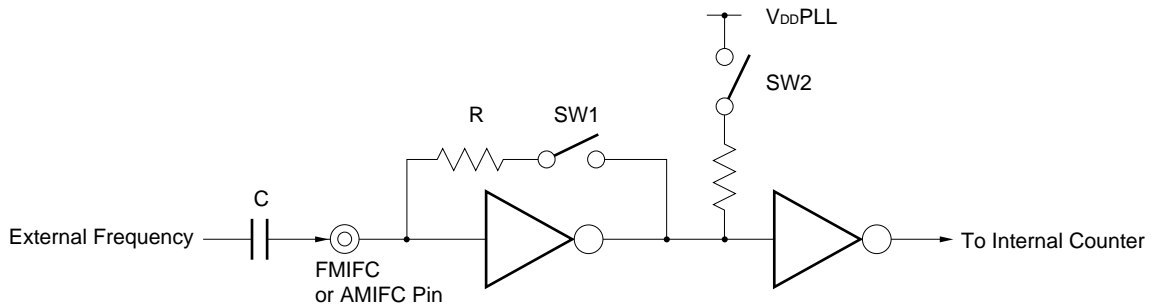 VDDPLL
SW2
R
SW1
C
External Frequency
To Internal Counter
FMIFC
or AMIFC Pin